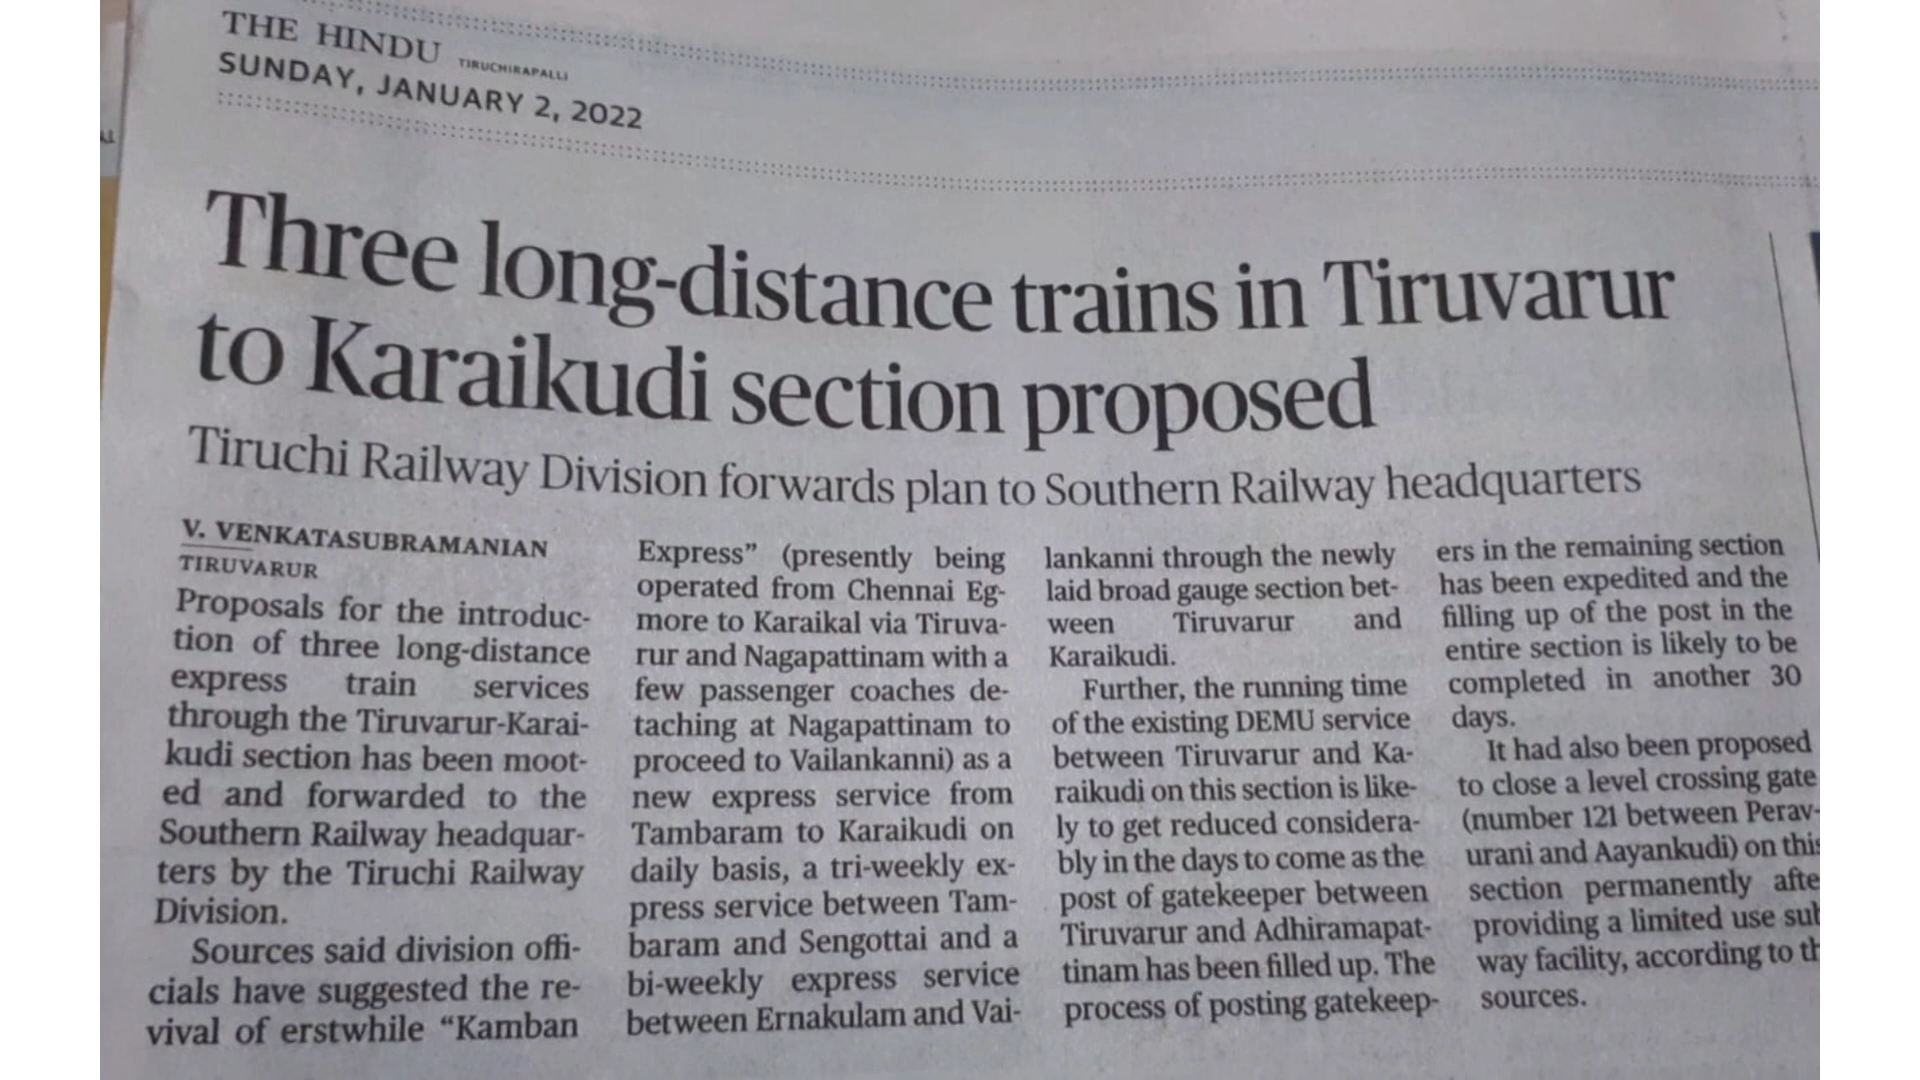 THE HINDU TIRUCHIRAPALLI
SUNDAY, JANUARY 2, 2022
Three long-distance trains in Tiruvarur
to Karaikudi section proposed
Tiruchi Railway Division forwards plan to Southern Railway headquarters
V. VENKATASUBRAMANIAN
TIRUVARUR
Proposals for the introduc-
tion of three long-distance
express train services
through the Tiruvarur-Karai-
kudi section has been moot-
ed and forwarded to the
Southern Railway headquar-
ters by the Tiruchi Railway
Division.
Sources said division offi-
cials have suggested the re-
vival of erstwhile “Kamban
Express” (presently being
operated from Chennai Eg-
more to Karaikal via Tiruva-
rur and Nagapattinam with a
few passenger coaches de-
taching at Nagapattinam to
proceed to Vailankanni) as a
new express service from
Tambaram to Karaikudi on
daily basis, a tri-weekly ex-
press service between Tam-
baram and Sengottai and a
bi-weekly express service
between Ernakulam and Vai-
lankanni through the newly
laid broad gauge section bet-
ween Tiruvarur and
Karaikudi.
Further, the running time
of the existing DEMU service
between Tiruvarur and Ka-
raikudi on this section is like-
ly to get reduced considera-
bly in the days to come as the
post of gatekeeper between
Tiruvarur and Adhiramapat-
tinam has been filled up. The
process of posting gatekeep-
ers in the remaining section
has been expedited and the
filling up of the post in the
entire section is likely to be
completed in another 30
days.
It had also been proposed
to close a level crossing gate
(number 121 between Perav-
urani and Aayankudi) on this
section permanently afte
providing a limited use sub
way facility, according to th
sources.